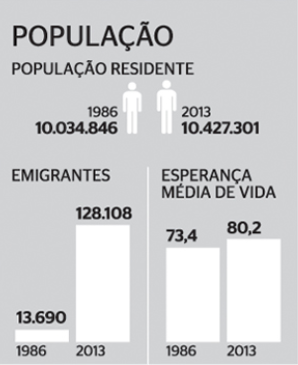 POPULAÇÃO
POPULAÇÃO RESIDENTE
1986
10.034.846
2013
10.427.301
EMIGRANTES
13.690
1986
128.108
2013
ESPERANÇA
MÉDIA DE VIDA
73,4
1986
80,2
2013